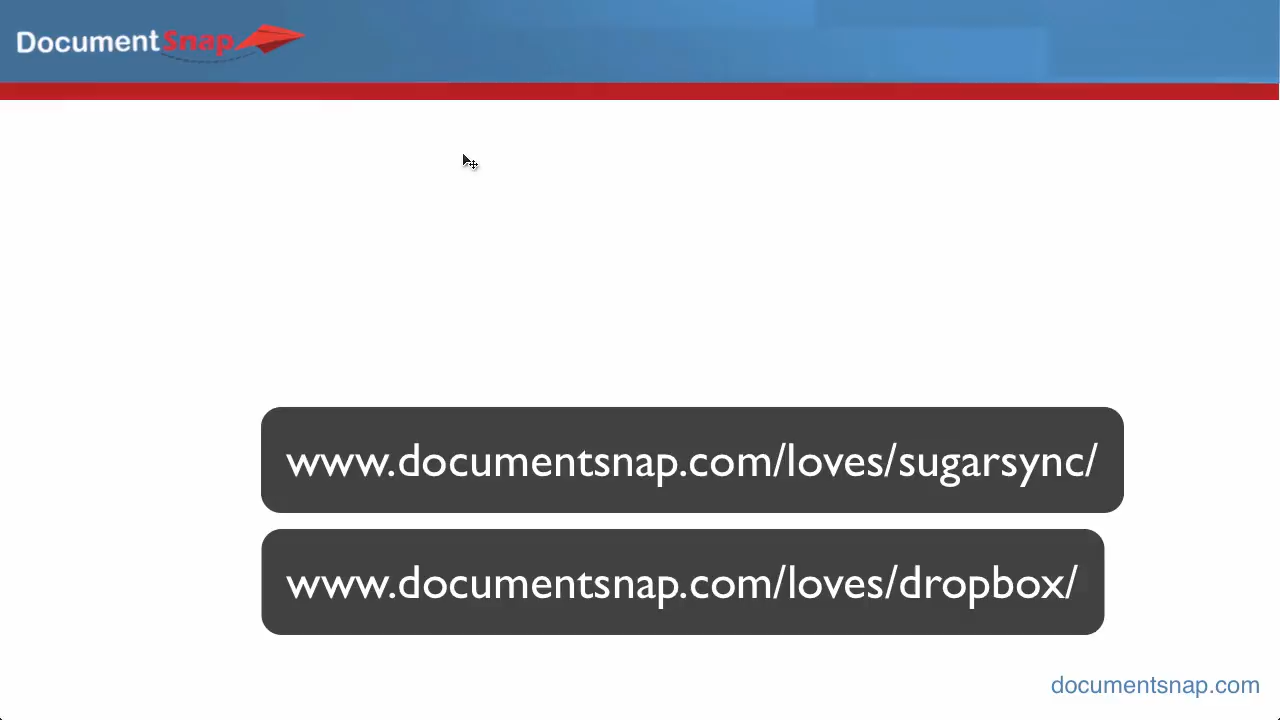 DocumentSnap
www.documentsnap.com/loves/sugarsync/
www.documentsnap.com/loves/dropbox/
documentsnap.com